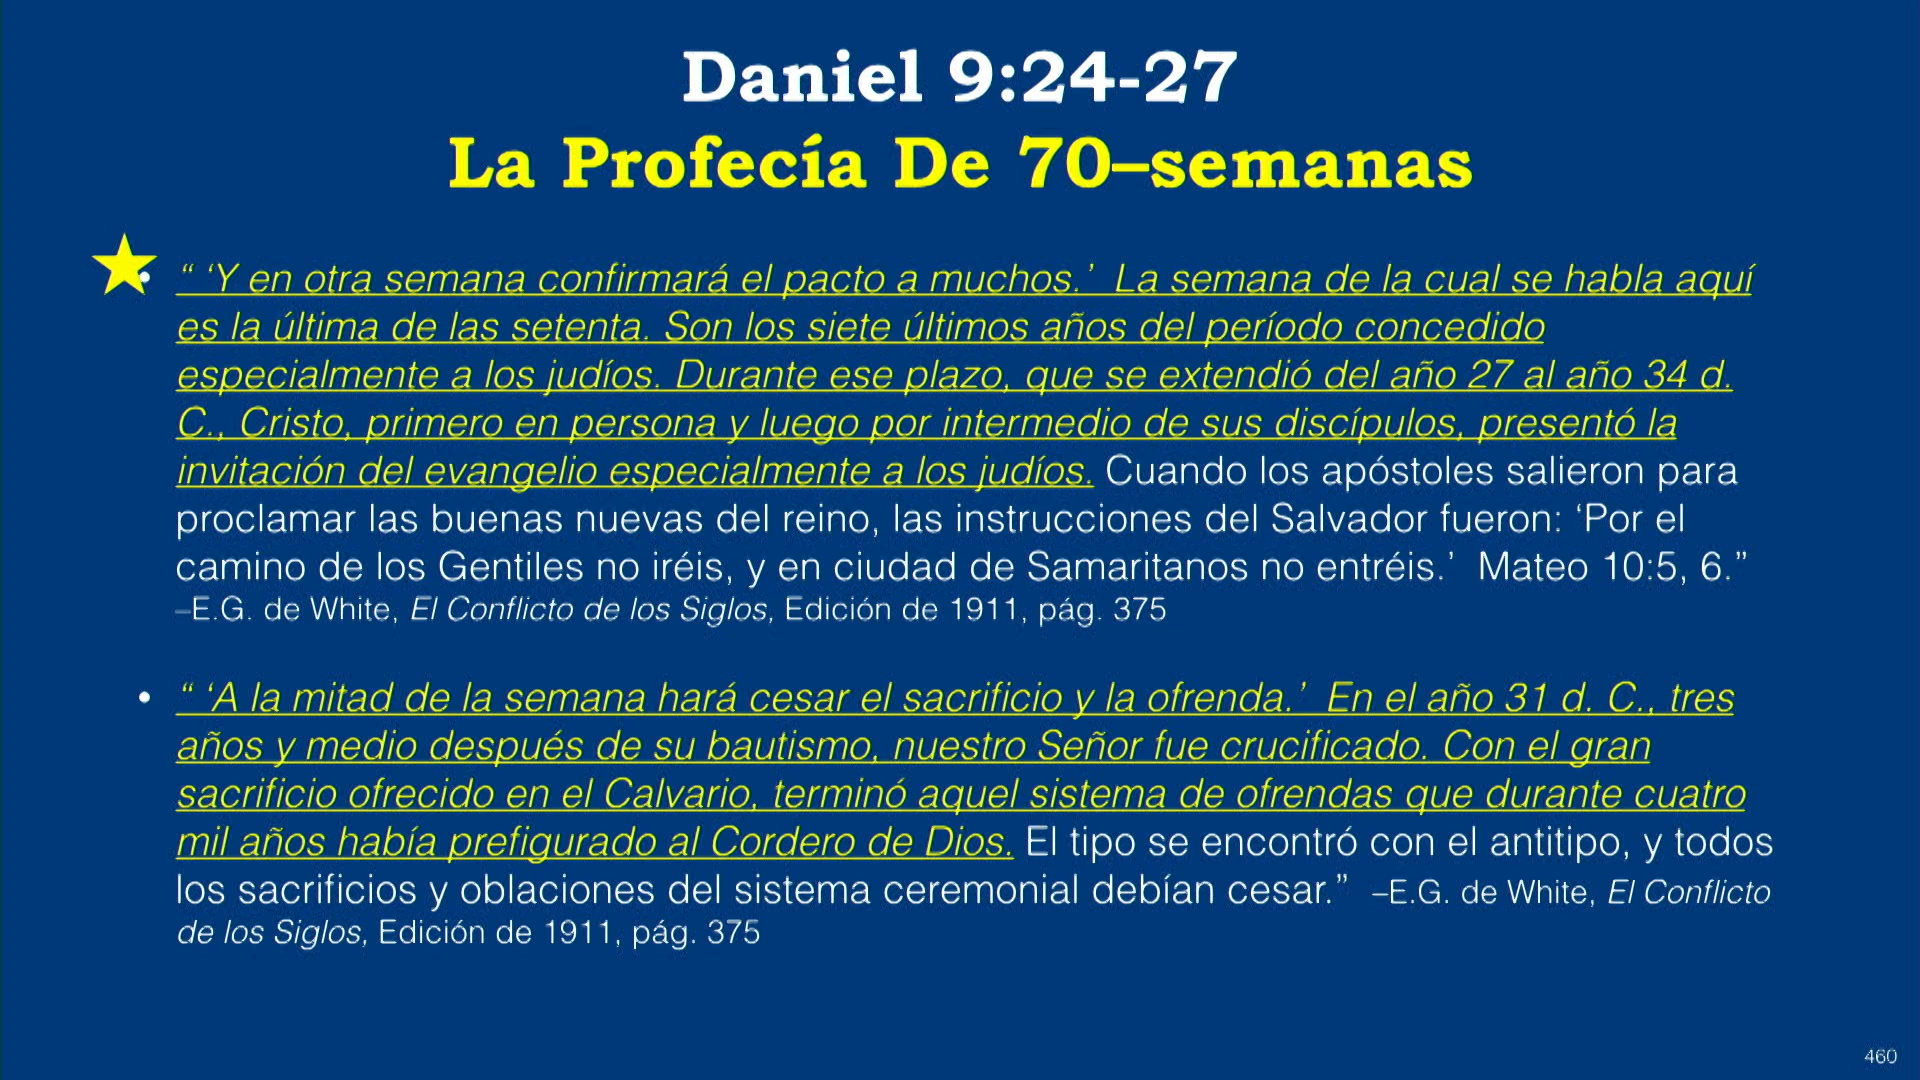 Daniel 9:24-27
La Profecía De 70–semanas
• “ ‘Y en otra semana confirmará el pacto a muchos.’ La semana de la cual se habla aquí
es la última de las setenta. Son los siete últimos años del período concedido
especialmente a los judíos. Durante ese plazo, que se extendió del año 27 al año 34 d.
C., Cristo, primero en persona y luego por intermedio de sus discípulos, presentó la
invitación del evangelio especialmente a los judíos. Cuando los apóstoles salieron para
proclamar las buenas nuevas del reino, las instrucciones del Salvador fueron: ‘Por el
camino de los Gentiles no iréis, y en ciudad de Samaritanos no entréis.’ Mateo 10:5, 6.”
–E.G. de White, El Conflicto de los Siglos, Edición de 1911, pág. 375
• “ ‘A la mitad de la semana hará cesar el sacrificio y la ofrenda.’ En el año 31 d. C., tres
años y medio después de su bautismo, nuestro Señor fue crucificado. Con el gran
sacrificio ofrecido en el Calvario, terminó aquel sistema de ofrendas que durante cuatro
mil años había prefigurado al Cordero de Dios. El tipo se encontró con el antitipo, y todos
los sacrificios y oblaciones del sistema ceremonial debían cesar.” –E.G. de White, El Conflicto
de los Siglos, Edición de 1911, pág. 375
460